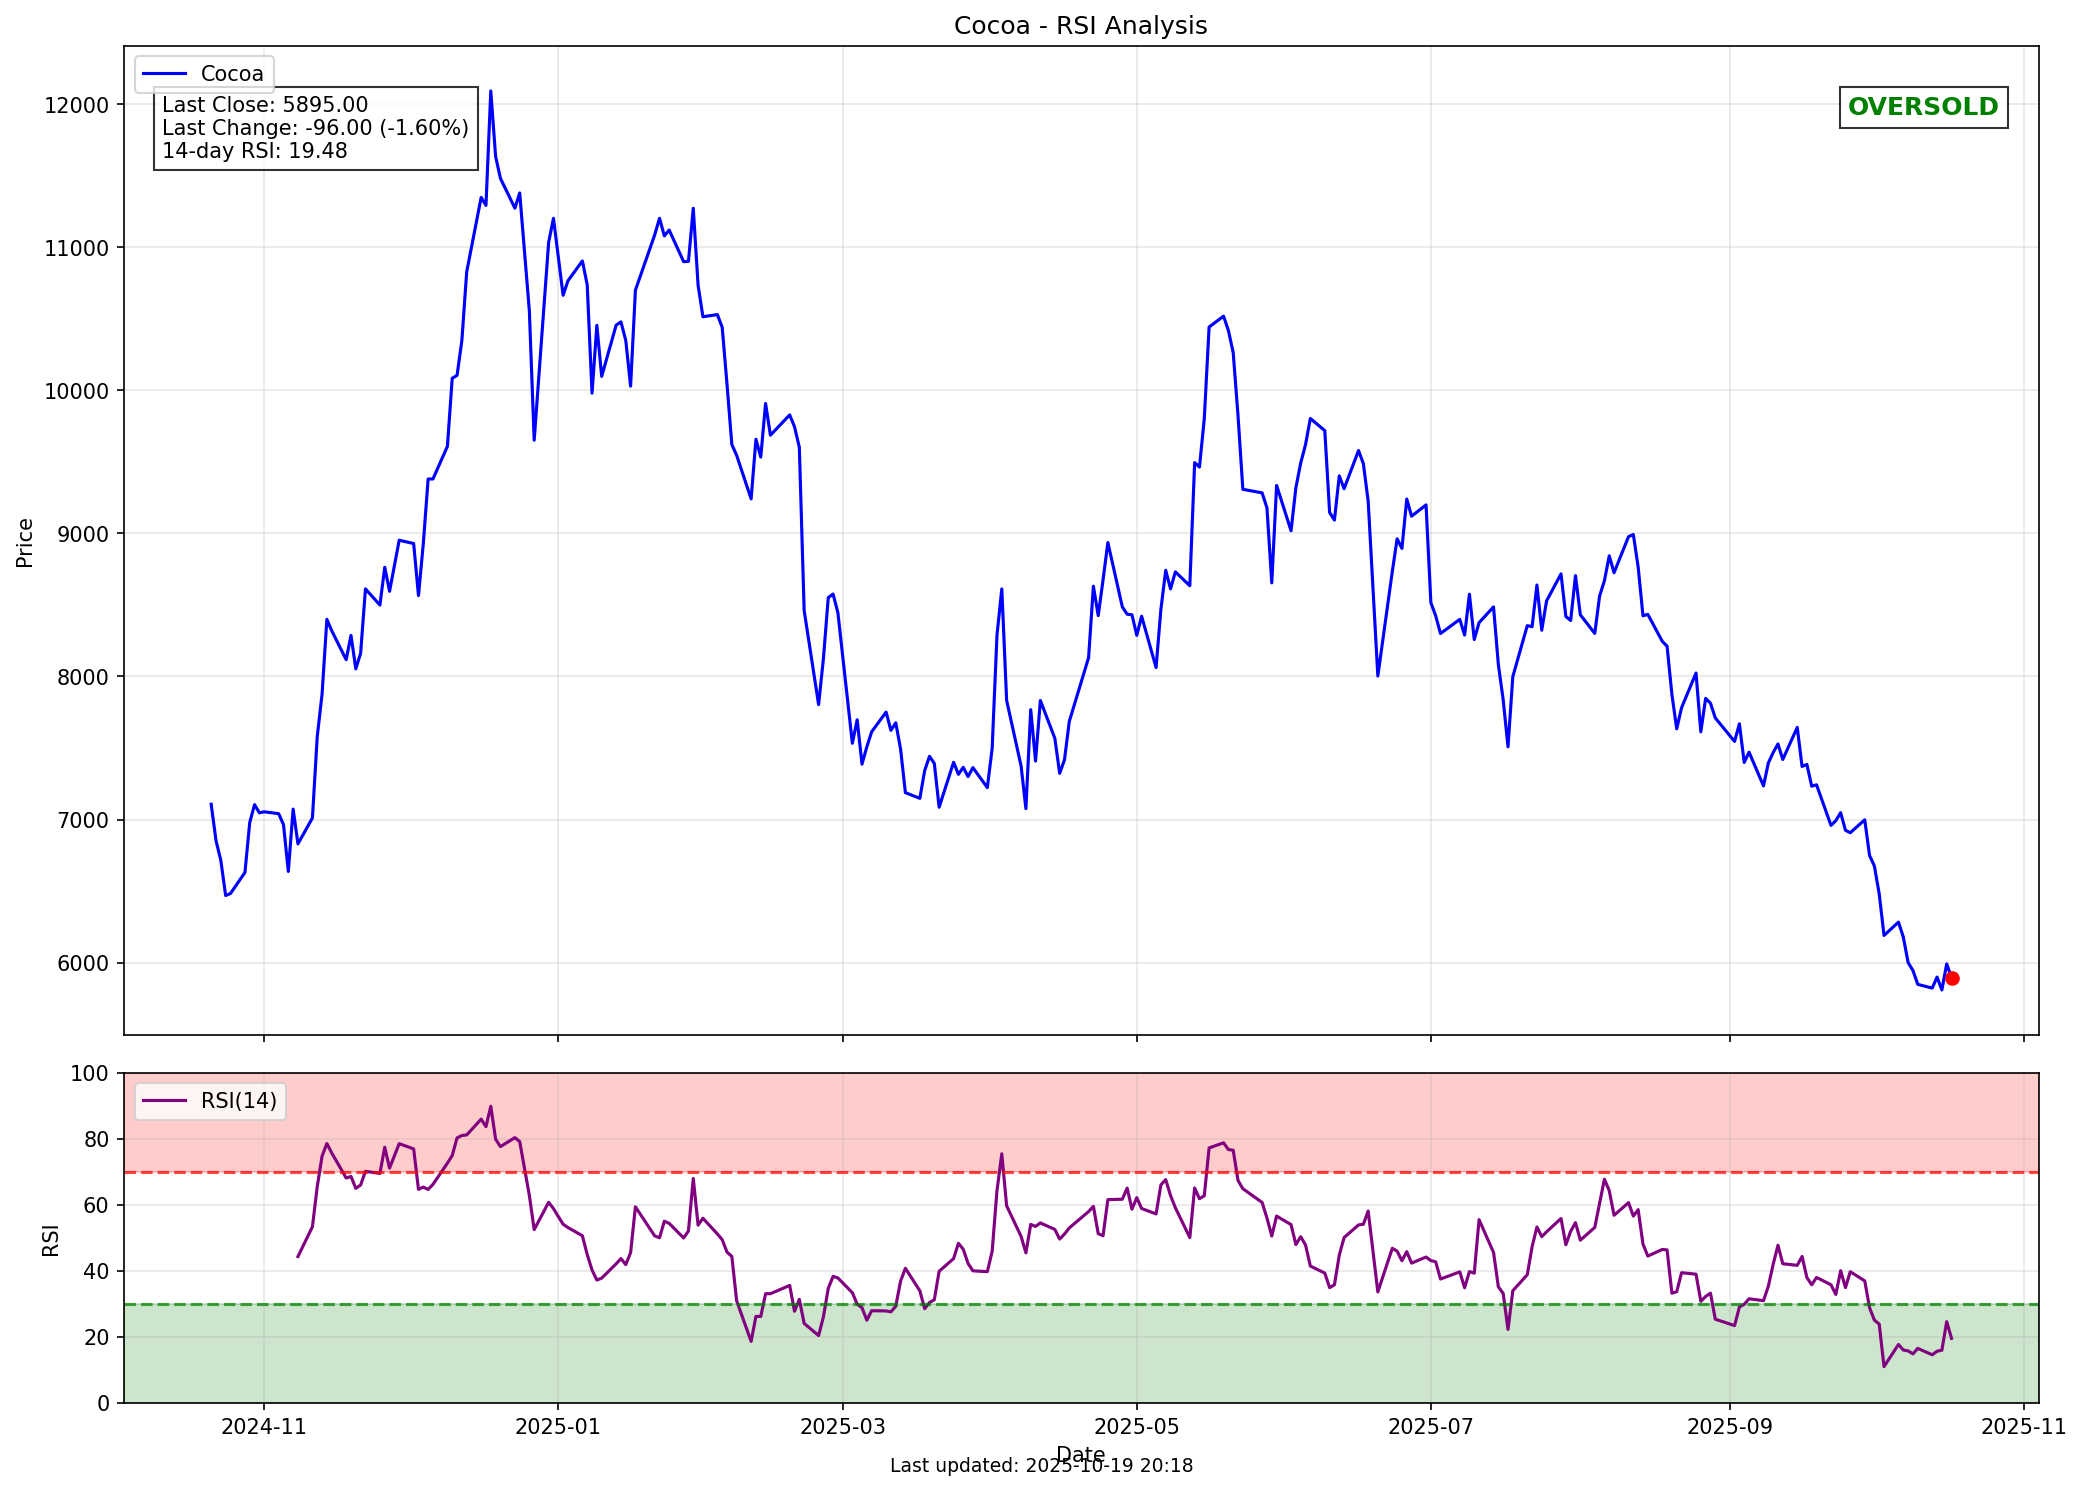 Cocoa - RSI Analysis
Cocoa
Last Close: 5895.00
Last Change: -96.00 (-1.60%)
14-day RSI: 19.48
OVERSOLD
12000
11000
10000
9000
8000
7000
6000
Price
RSI(14)
100
80
60
40
20
0
RSI
2024-11
2025-01
2025-03
2025-05
2025-07
2025-09
2025-11
Date
Last updated: 2025-10-19 20:18